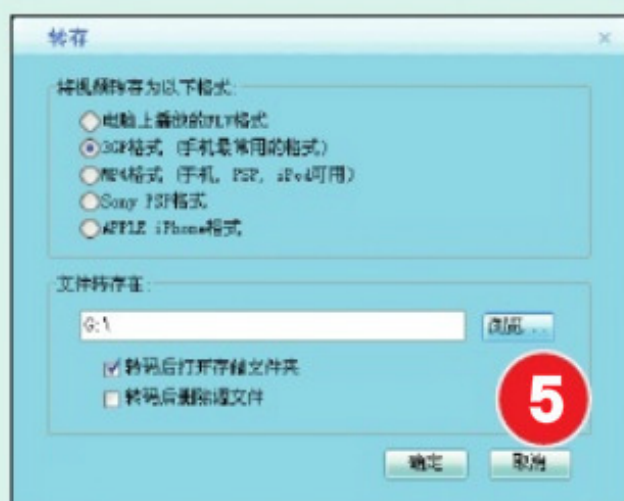 转存
将视频转存为以下格式:
电脑上播放的FLV格式
3GP格式 (手机最常用的格式)
MP4格式 (手机, PSP, iPod可用)
Sony PSP格式
APPLE iPhone格式
文件转存在:
G:\
浏览...
转码后打开存储文件夹
转码后删除源文件
5
确定
取消